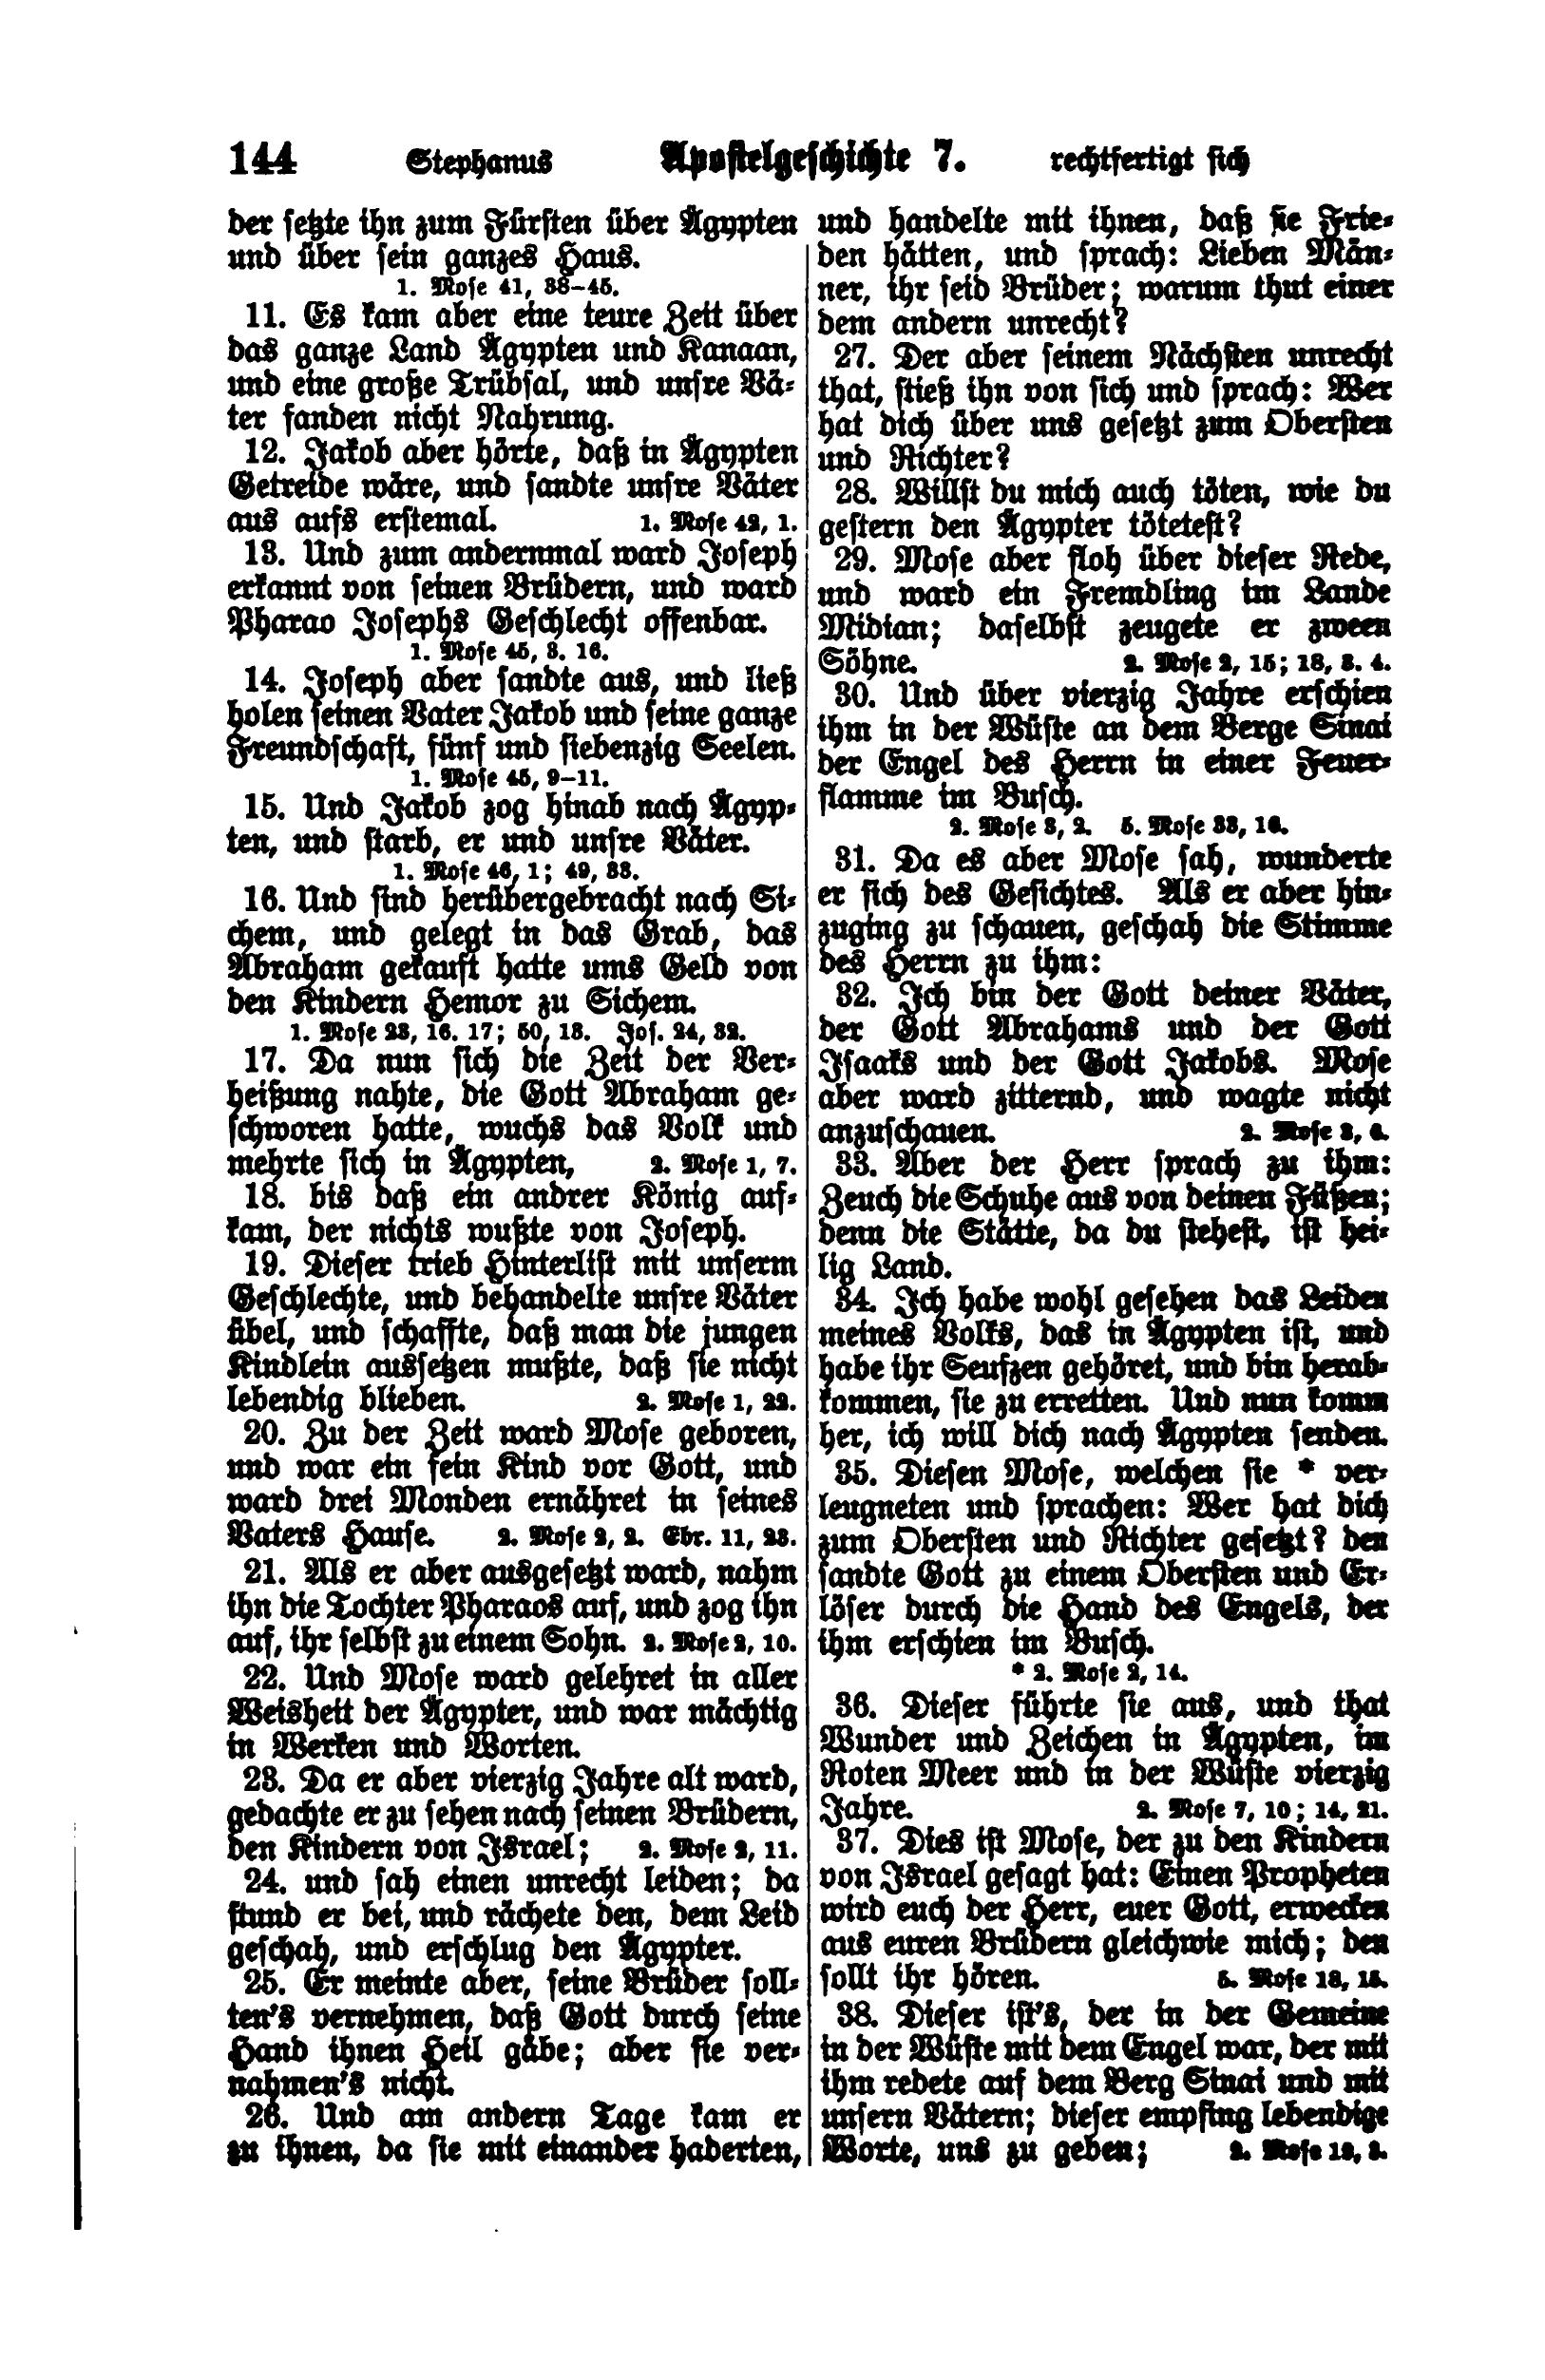 144 Stephanus Apostelgeschichte 7. rechtfertigt sich
der setzte ihn zum Fürsten über Ägypten
und über sein ganzes Haus.
1. Mose 41, 38–45.
11. Es kam aber eine teure Zeit über
das ganze Land Ägypten und Kanaan,
und eine große Trübsal, und unsre Vä-
ter fanden nicht Nahrung.
12. Jakob aber hörte, daß in Ägypten
Getreide wäre, und sandte unsre Väter
aus aufs erstemal. 1. Mose 42, 1.
13. Und zum andernmal ward Joseph
erkannt von seinen Brüdern, und ward
Pharao Josephs Geschlecht offenbar.
1. Mose 45, 3. 16.
14. Joseph aber sandte aus, und ließ
holen seinen Vater Jakob und seine ganze
Freundschaft, fünf und siebenzig Seelen.
1. Mose 45, 9–11.
15. Und Jakob zog hinab nach Ägyp-
ten, und starb, er und unsre Väter.
1. Mose 46, 1; 49, 33.
16. Und sind herübergebracht nach Si-
chem, und gelegt in das Grab, das
Abraham gekauft hatte ums Geld von
den Kindern Hemor zu Sichem.
1. Mose 23, 16. 17; 50, 13. Jos. 24, 32.
17. Da nun sich die Zeit der Ver-
heißung nahte, die Gott Abraham ge-
schworen hatte, wuchs das Volk und
mehrte sich in Ägypten, 2. Mose 1, 7.
18. bis daß ein andrer König auf-
kam, der nichts wußte von Joseph.
19. Dieser trieb Hinterlist mit unserm
Geschlechte, und behandelte unsre Väter
übel, und schaffte, daß man die jungen
Kindlein aussetzen mußte, daß sie nicht
lebendig blieben. 2. Mose 1, 22.
20. Zu der Zeit ward Mose geboren,
und war ein fein Kind vor Gott, und
ward drei Monden ernähret in seines
Vaters Hause. 2. Mose 2, 2. Ebr. 11, 23.
21. Als er aber ausgesetzt ward, nahm
ihn die Tochter Pharaos auf, und zog ihn
auf, ihr selbst zu einem Sohn. 2. Mose 2, 10.
22. Und Mose ward gelehret in aller
Weisheit der Ägypter, und war mächtig
in Werken und Worten.
23. Da er aber vierzig Jahre alt ward,
gedachte er zu sehen nach seinen Brüdern,
den Kindern von Israel; 2. Mose 2, 11.
24. und sah einen unrecht leiden; da
stund er bei, und rächete den, dem Leid
geschah, und erschlug den Ägypter.
25. Er meinte aber, seine Brüder soll-
ten's vernehmen, daß Gott durch seine
Hand ihnen Heil gäbe; aber sie ver-
nahmen's nicht.
26. Und am andern Tage kam er
zu ihnen, da sie mit einander haderten,
und handelte mit ihnen, daß sie Frie-
den hätten, und sprach: Lieben Män-
ner, ihr seid Brüder; warum thut einer
dem andern unrecht?
27. Der aber seinem Nächsten unrecht
that, stieß ihn von sich und sprach: Wer
hat dich über uns gesetzt zum Obersten
und Richter?
28. Willst du mich auch töten, wie du
gestern den Ägypter tötetest?
29. Mose aber floh über dieser Rede,
und ward ein Fremdling im Lande
Midian; daselbst zeugete er zween
Söhne. 2. Mose 2, 15; 18, 3. 4.
30. Und über vierzig Jahre erschien
ihm in der Wüste an dem Berge Sinai
der Engel des Herrn in einer Feuer-
flamme im Busch.
2. Mose 3, 2. 5. Mose 33, 16.
31. Da es aber Mose sah, wunderte
er sich des Gesichtes. Als er aber hin-
zuging zu schauen, geschah die Stimme
des Herrn zu ihm:
32. Ich bin der Gott deiner Väter,
der Gott Abrahams und der Gott
Isaaks und der Gott Jakobs. Mose
aber ward zitternd, und wagte nicht
anzuschauen. 2. Mose 3, 6.
33. Aber der Herr sprach zu ihm:
Zeuch die Schuhe aus von deinen Füßen;
denn die Stätte, da du stehest, ist hei-
lig Land.
34. Ich habe wohl gesehen das Leiden
meines Volks, das in Ägypten ist, und
habe ihr Seufzen gehöret, und bin herab-
kommen, sie zu erretten. Und nun komm
her, ich will dich nach Ägypten senden.
35. Diesen Mose, welchen sie * ver-
leugneten und sprachen: Wer hat dich
zum Obersten und Richter gesetzt? den
sandte Gott zu einem Obersten und Er-
löser durch die Hand des Engels, der
ihm erschien im Busch.
* 2. Mose 2, 14.
36. Dieser führte sie aus, und that
Wunder und Zeichen in Ägypten, im
Roten Meer und in der Wüste vierzig
Jahre. 2. Mose 7, 10; 14, 21.
37. Dies ist Mose, der zu den Kindern
von Israel gesagt hat: Einen Propheten
wird euch der Herr, euer Gott, erwecken
aus euren Brüdern gleichwie mich; den
sollt ihr hören. 5. Mose 18, 15.
38. Dieser ist's, der in der Gemeine
in der Wüste mit dem Engel war, der mit
ihm redete auf dem Berg Sinai und mit
unsern Vätern; dieser empfing lebendige
Worte, uns zu geben; 2. Mose 19, 3.